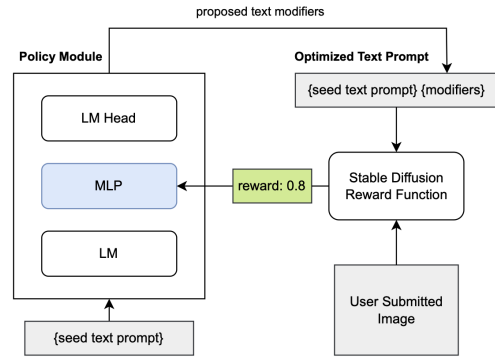 proposed text modifiers
Policy Module
Optimized Text Prompt
{seed text prompt} {modifiers}
LM Head
MLP
reward: 0.8
Stable Diffusion
Reward Function
LM
User Submitted
Image
{seed text prompt}